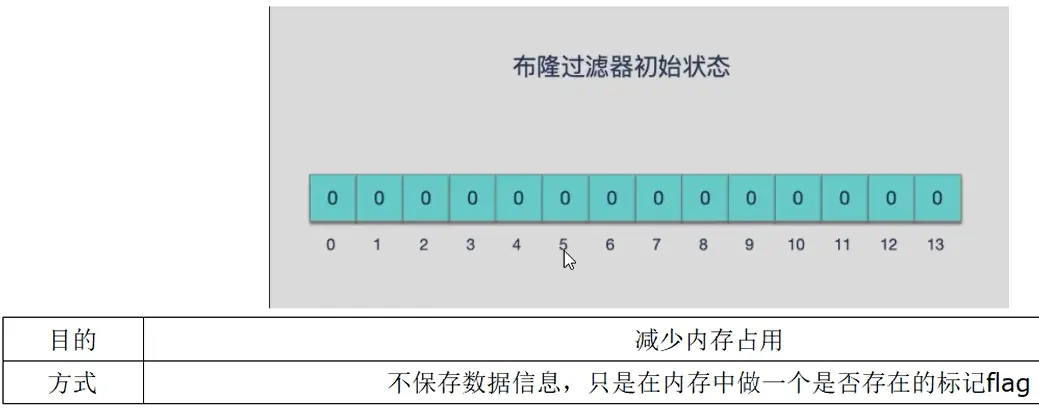 布隆过滤器初始状态
0 0 0 0 0 0 0 0 0 0 0 0 0 0
0 1 2 3 4 5 6 7 8 9 10 11 12 13
目的 减少内存占用
方式 不保存数据信息，只是在内存中做一个是否存在的标记flag